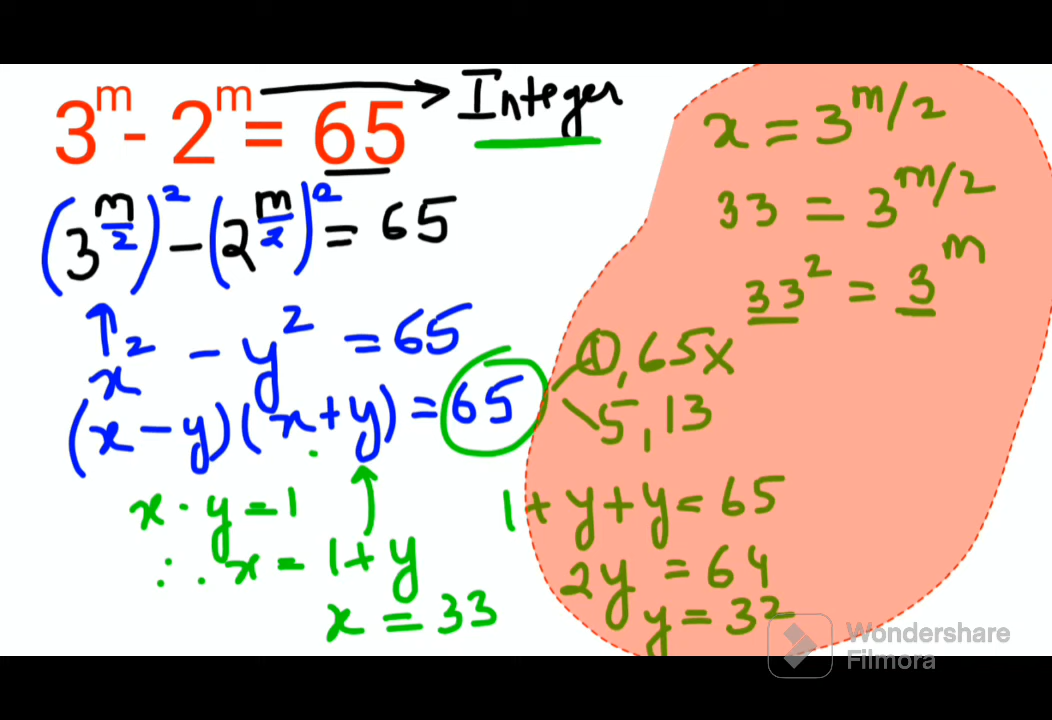 3^m - 2^m = 65 → Integer
(3^{m/2})^2 - (2^{m/2})^2 = 65
x^2 - y^2 = 65
(x - y)(x + y) = 65
1, 65 x
5, 13
x - y = 1
∴ x = 1 + y
x = 33
1 + y + y = 65
2y = 64
y = 32
x = 3^{m/2}
33 = 3^{m/2}
33^2 = 3^m
Wondershare
Filmora